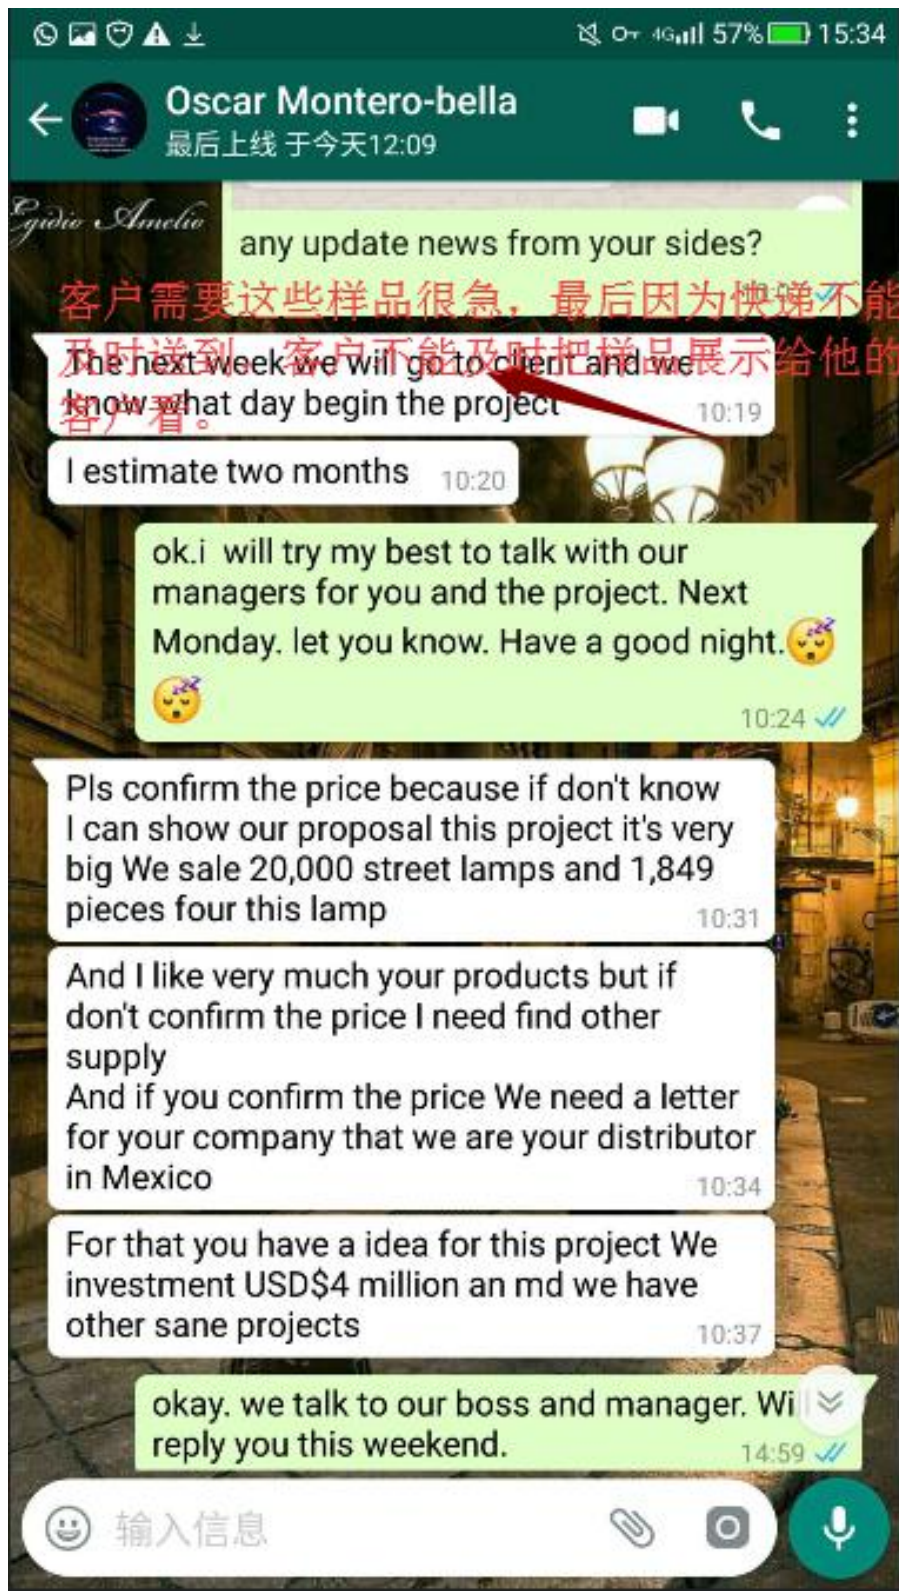 57% 15:34
Oscar Montero-bella
最后上线 于今天12:09
Egidio Amelio
any update news from your sides?
客户需要这些样品很急，最后因为快递不能
及时送到，客户不能及时把样品展示给他的
客户看。
The next week we will go to client and we
know what day begin the project
10:19
I estimate two months
10:20
ok.i will try my best to talk with our
managers for you and the project. Next
Monday. let you know. Have a good night.😴
😴
10:24
Pls confirm the price because if don't know
I can show our proposal this project it's very
big We sale 20,000 street lamps and 1,849
pieces four this lamp
10:31
And I like very much your products but if
don't confirm the price I need find other
supply
And if you confirm the price We need a letter
for your company that we are your distributor
in Mexico
10:34
For that you have a idea for this project We
investment USD$4 million an md we have
other sane projects
10:37
okay. we talk to our boss and manager. Wil
reply you this weekend.
14:59
输入信息